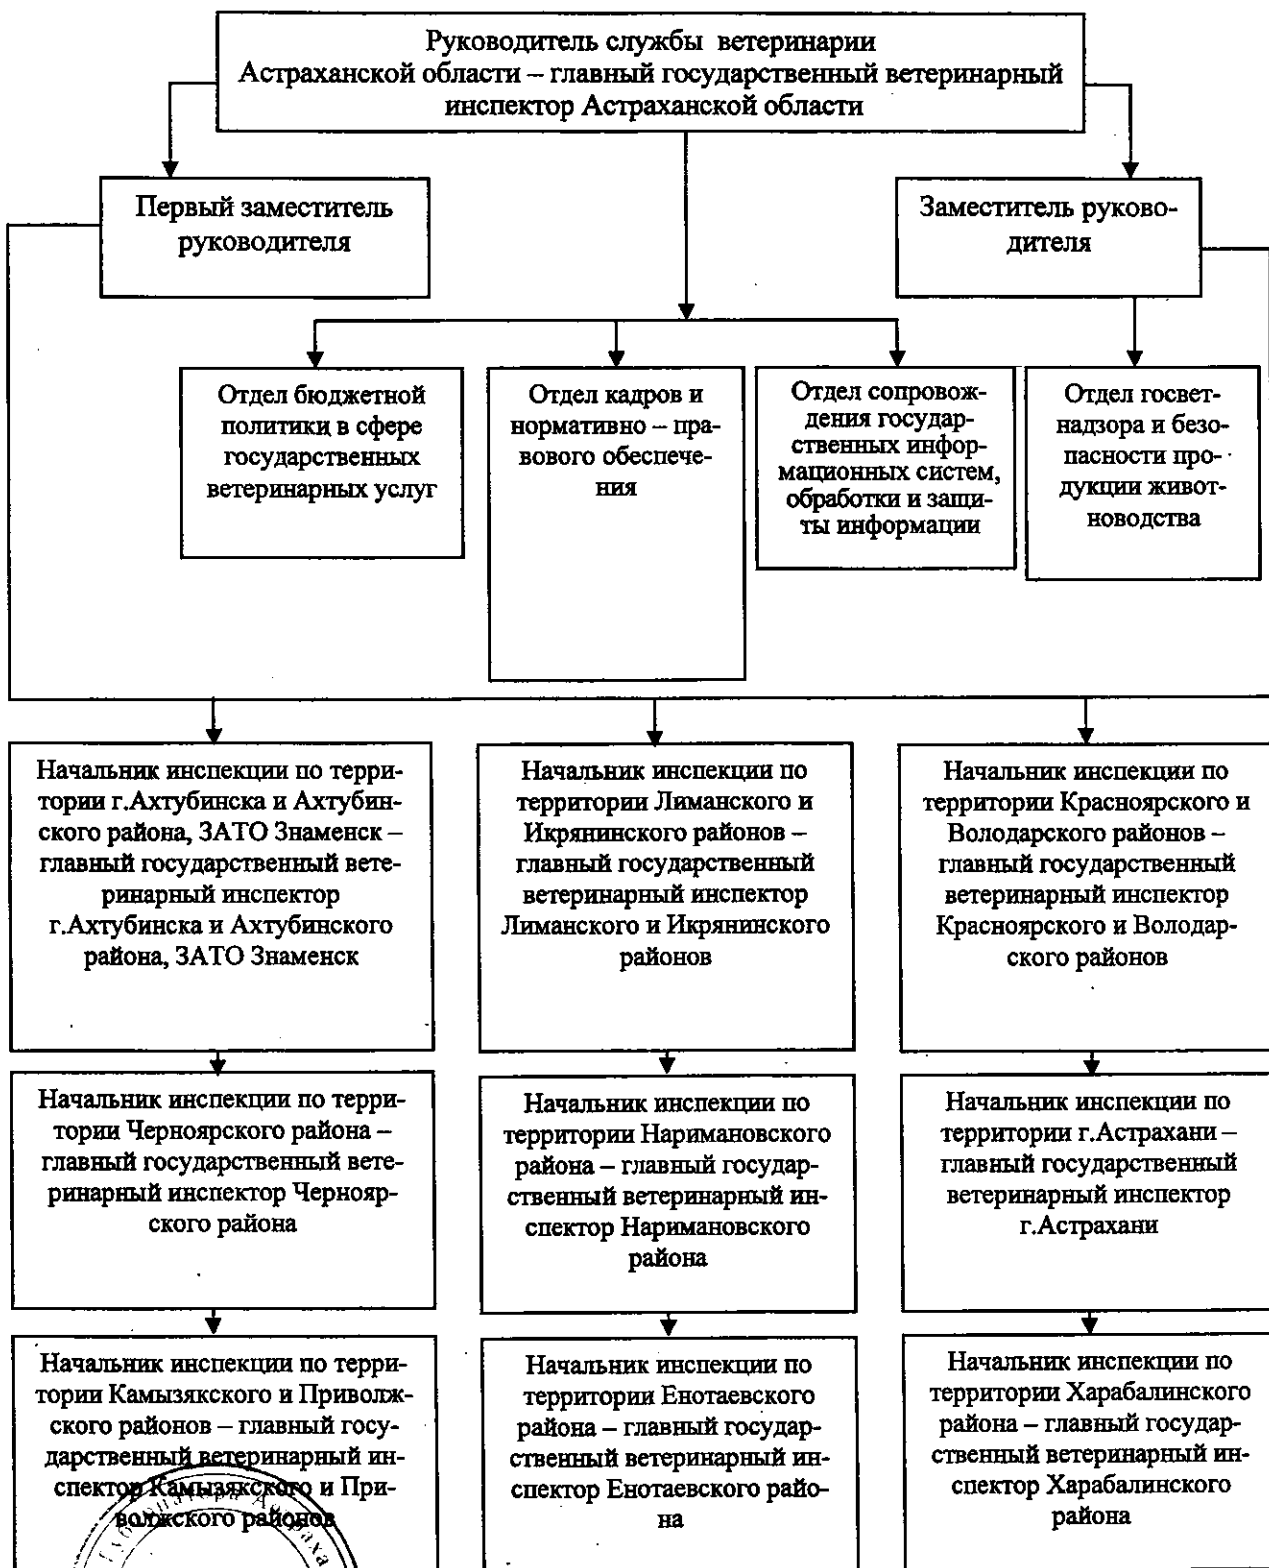 Руководитель службы ветеринарии
Астраханской области – главный государственный ветеринарный
инспектор Астраханской области
Первый заместитель
руководителя
Заместитель руково-
дителя
Отдел бюджетной
политики в сфере
государственных
ветеринарных услуг
Отдел кадров и
нормативно – пра-
вового обеспече-
ния
Отдел сопровож-
дения государ-
ственных инфор-
мационных систем,
обработки и защи-
ты информации
Отдел госвет-
надзора и безо-
пасности про-
дукции живот-
новодства
Начальник инспекции по терри-
тории г.Ахтубинска и Ахтубин-
ского района, ЗАТО Знаменск –
главный государственный вете-
ринарный инспектор
г.Ахтубинска и Ахтубинского
района, ЗАТО Знаменск
Начальник инспекции по
территории Лиманского и
Икрянинского районов –
главный государственный
ветеринарный инспектор
Лиманского и Икрянинского
районов
Начальник инспекции по
территории Красноярского и
Володарского районов –
главный государственный
ветеринарный инспектор
Красноярского и Володар-
ского районов
Начальник инспекции по терри-
тории Черноярского района –
главный государственный вете-
ринарный инспектор Чернояр-
ского района
Начальник инспекции по
территории Наримановского
района – главный государ-
ственный ветеринарный ин-
спектор Наримановского
района
Начальник инспекции по
территории г.Астрахани –
главный государственный
ветеринарный инспектор
г.Астрахани
Начальник инспекции по терри-
тории Камызякского и Приволж-
ского районов – главный госу-
дарственный ветеринарный ин-
спектор Камызякского и При-
волжского районов
Начальник инспекции по
территории Енотаевского
района – главный государ-
ственный ветеринарный ин-
спектор Енотаевского райо-
на
Начальник инспекции по
территории Харабалинского
района – главный государ-
ственный ветеринарный ин-
спектор Харабалинского
района